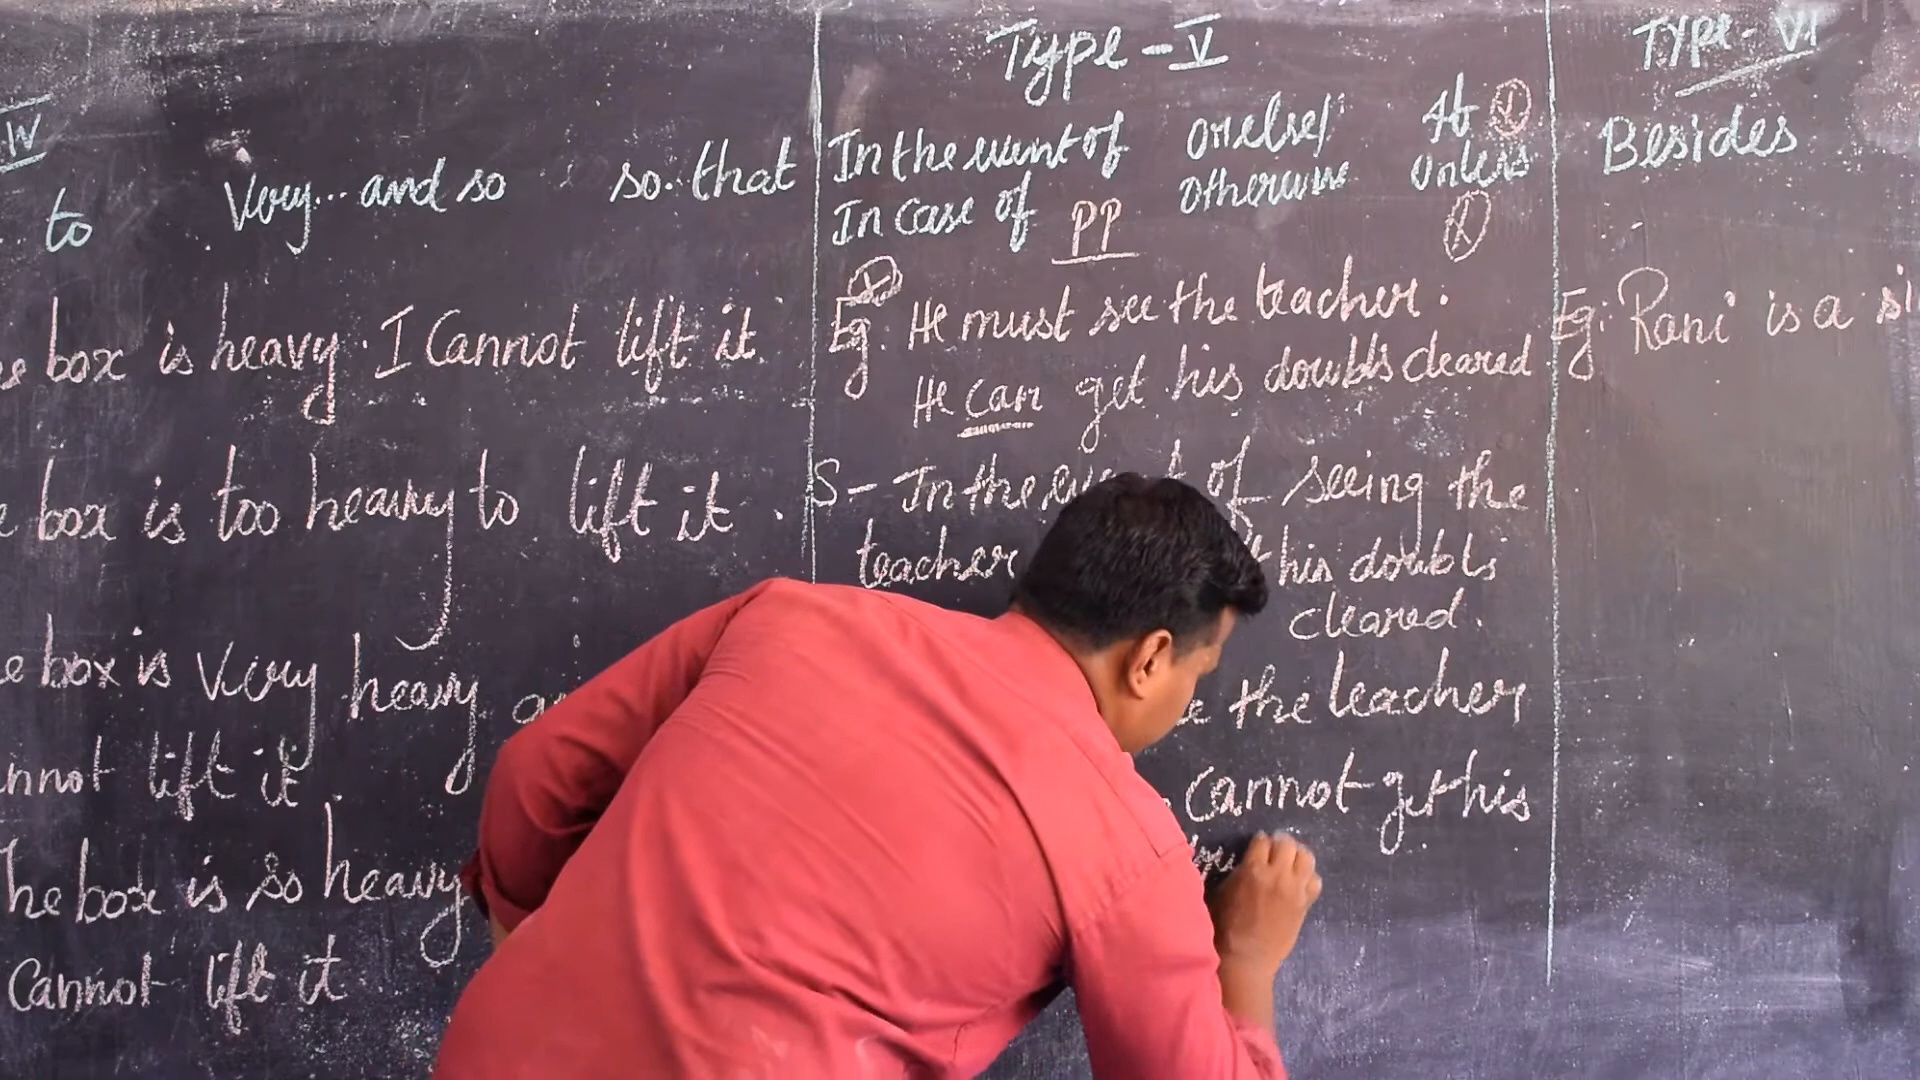 IV
to Very... and so so. that
he box is heavy. I Cannot lift it
e box is too heavy to lift it.
e box is very heavy
nnot lift it.
The box is so heavy
Cannot lift it
Type - V
In the event of or else/ If
In Case of PP otherwise unless
Eg. He must see the teacher.
He can get his doubts cleared
S - In the of seeing the
teacher his doubts
cleared.
the teacher
cannot get his
Type - VI
Besides
Eg: Rani is a si